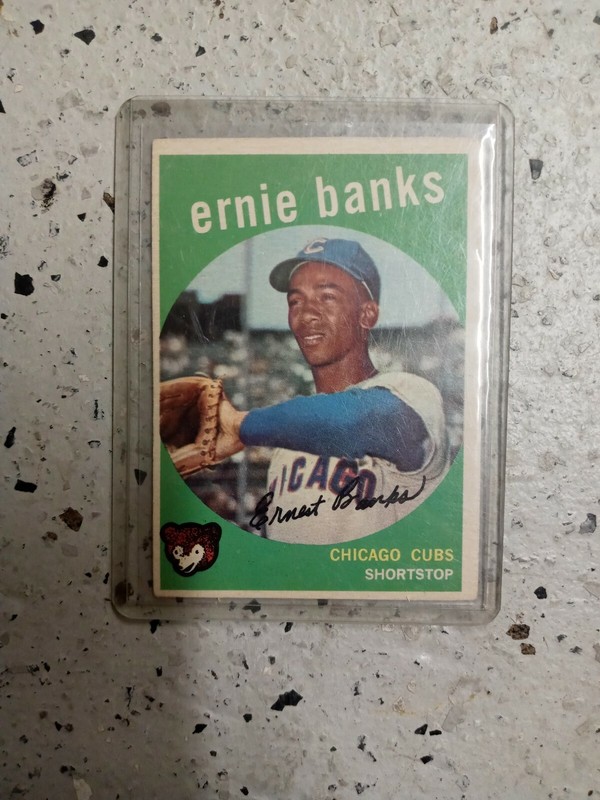 ernie banks
C
CHICAGO
Ernest Banks
CHICAGO CUBS
SHORTSTOP